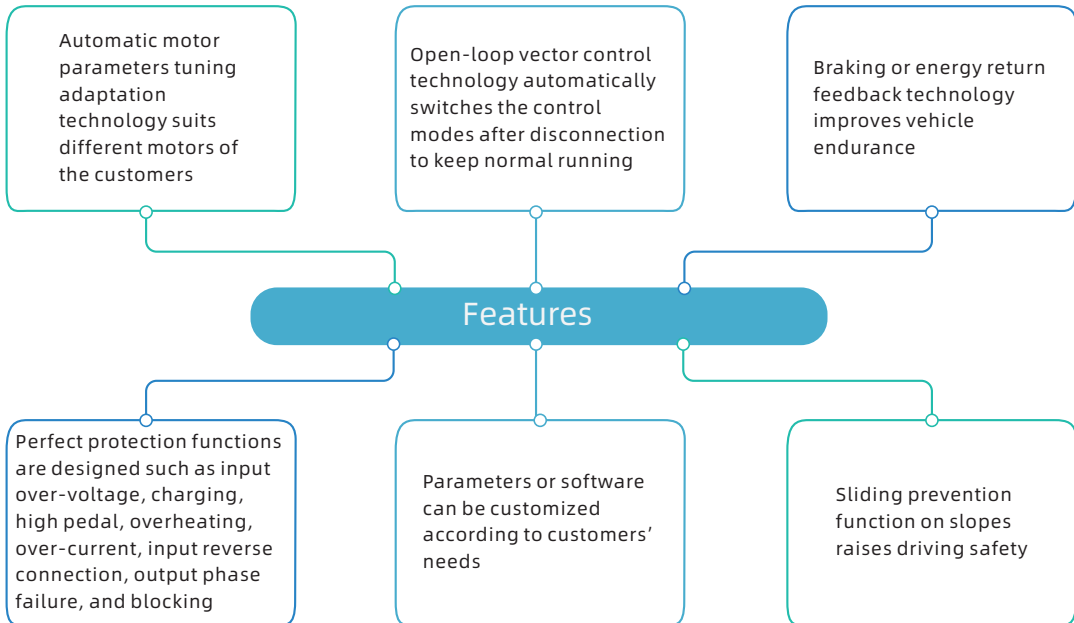 Automatic motor
parameters tuning
adaptation
technology suits
different motors of
the customers
Open-loop vector control
technology automatically
switches the control
modes after disconnection
to keep normal running
Braking or energy return
feedback technology
improves vehicle
endurance
Features
Perfect protection functions
are designed such as input
over-voltage, charging,
high pedal, overheating,
over-current, input reverse
connection, output phase
failure, and blocking
Parameters or software
can be customized
according to customers’
needs
Sliding prevention
function on slopes
raises driving safety